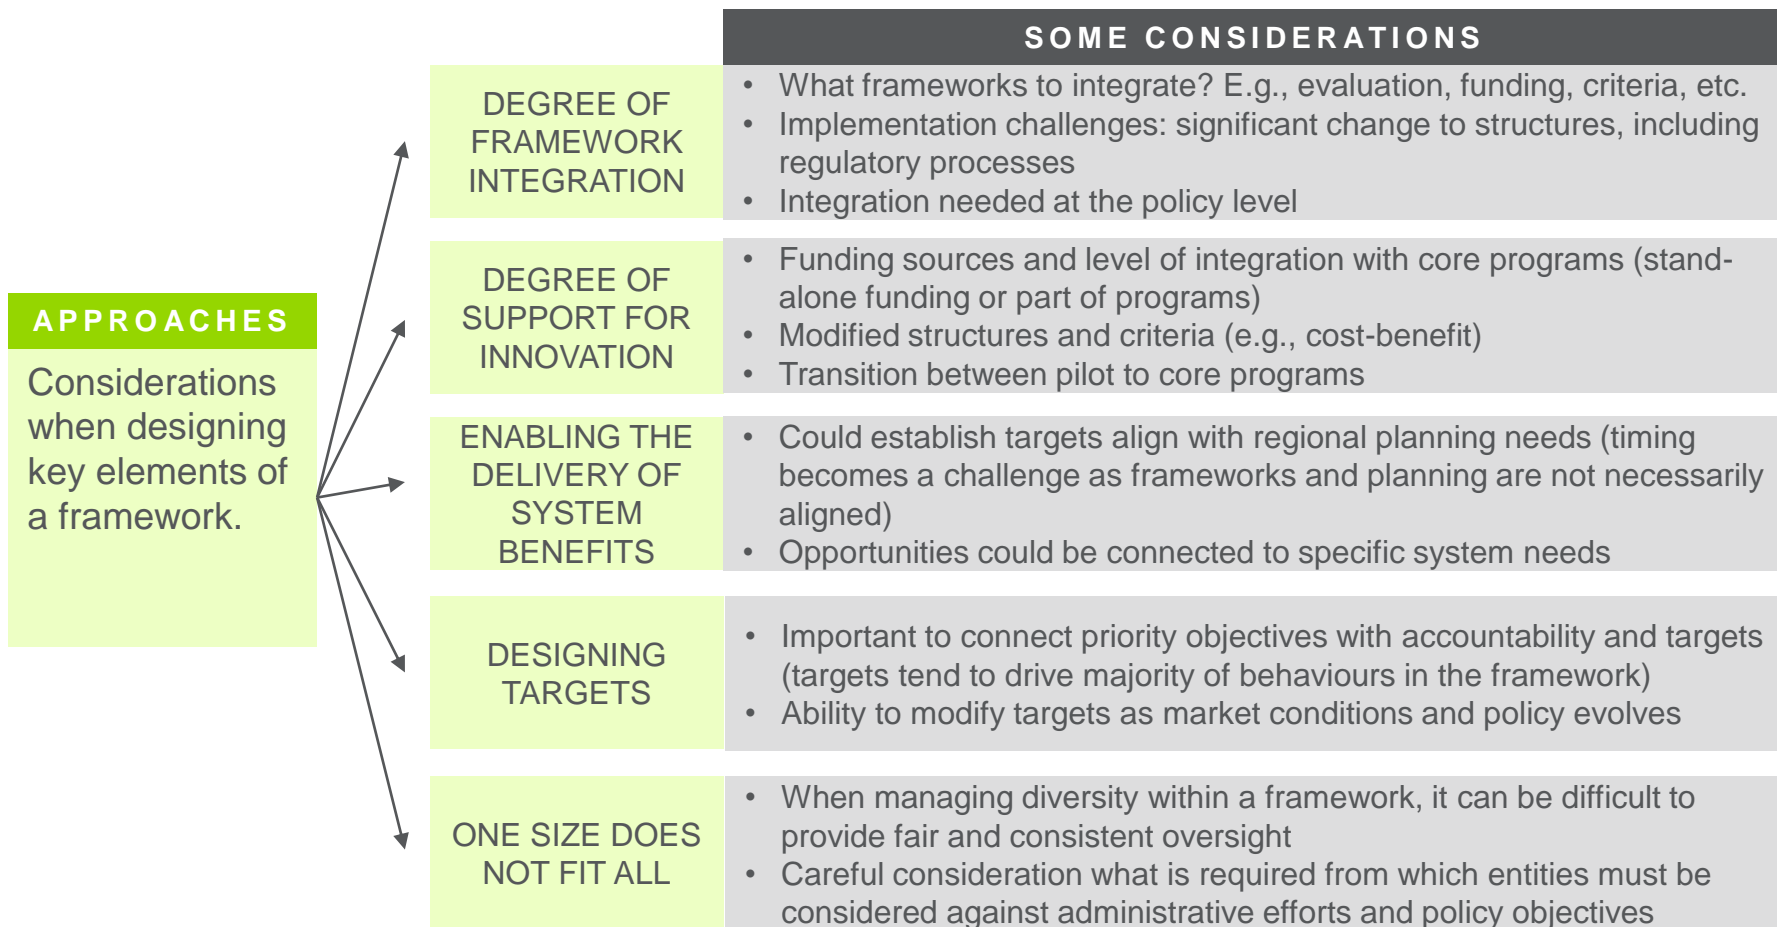 SOME CONSIDERATIONS
APPROACHES
Considerations
when designing
key elements of
a framework.
DEGREE OF
FRAMEWORK
INTEGRATION
• What frameworks to integrate? E.g., evaluation, funding, criteria, etc.
• Implementation challenges: significant change to structures, including
regulatory processes
• Integration needed at the policy level
DEGREE OF
SUPPORT FOR
INNOVATION
• Funding sources and level of integration with core programs (stand-
alone funding or part of programs)
• Modified structures and criteria (e.g., cost-benefit)
• Transition between pilot to core programs
ENABLING THE
DELIVERY OF
SYSTEM
BENEFITS
• Could establish targets align with regional planning needs (timing
becomes a challenge as frameworks and planning are not necessarily
aligned)
• Opportunities could be connected to specific system needs
DESIGNING
TARGETS
• Important to connect priority objectives with accountability and targets
(targets tend to drive majority of behaviours in the framework)
• Ability to modify targets as market conditions and policy evolves
ONE SIZE DOES
NOT FIT ALL
• When managing diversity within a framework, it can be difficult to
provide fair and consistent oversight
• Careful consideration what is required from which entities must be
considered against administrative efforts and policy objectives